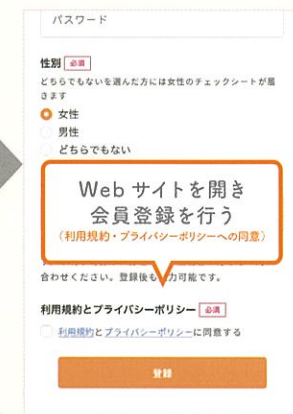 パスワード
性別 必須
どちらでもないを選んだ方には女性のチェックシートが届
きます
女性
男性
どちらでもない
Web サイトを開き
会員登録を行う
(利用規約・プライバシーポリシーへの同意)
合わせください。登録後も
力可能です。
利用規約とプライバシーポリシー 必須
利用規約とプライバシーポリシーに同意する
登録